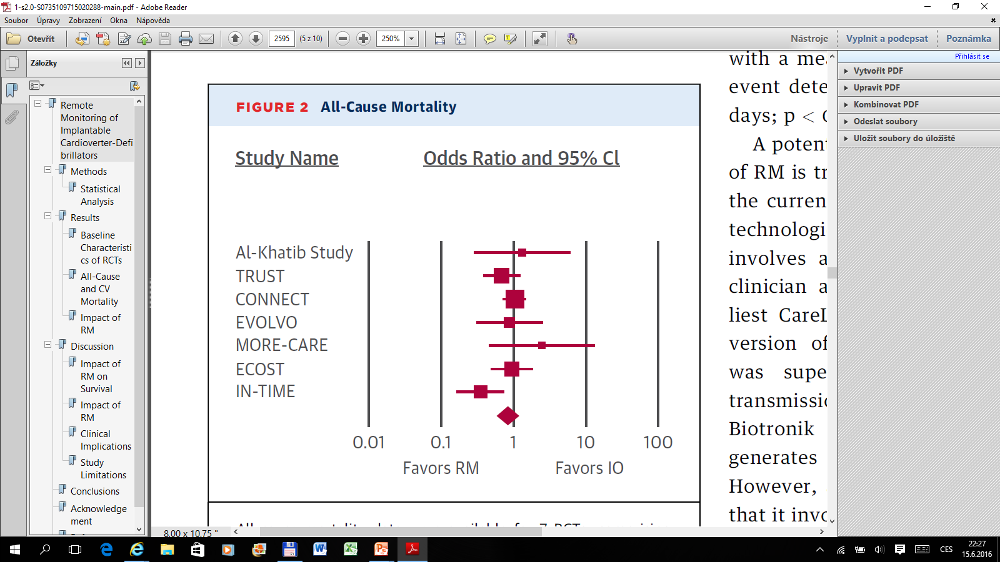 1-s2.0-S0735109715020288-main.pdf - Adobe Reader
Soubor Úpravy Zobrazení Okna Nápověda
Otevřít 2595 (5 z 10) 250% Nástroje Vyplnit a podepsat Poznámka
Přihlásit se
Záložky
Remote
Monitoring of
Implantable
Cardioverter-Defi
brillators
Methods
Statistical
Analysis
Results
Baseline
Characteristi
cs of RCTs
All-Cause
and CV
Mortality
Impact of
RM
Discussion
Impact of
RM on
Survival
Impact of
RM
Clinical
Implications
Study
Limitations
Conclusions
Acknowledge
ment
FIGURE 2 All-Cause Mortality
Study Name Odds Ratio and 95% CI
Al-Khatib Study
TRUST
CONNECT
EVOLVO
MORE-CARE
ECOST
IN-TIME
0.01 0.1 1 10 100
Favors RM Favors IO
8,00 x 10,75 "
with a me
event dete
days; p <
A poten
of RM is tr
the curren
technologi
involves a
clinician a
liest Care
version of
was supe
transmissi
Biotronik
generates
However,
that it invo
Vytvořit PDF
Upravit PDF
Kombinovat PDF
Odeslat soubory
Uložit soubory do úložiště
CES
22:27
15.6.2016